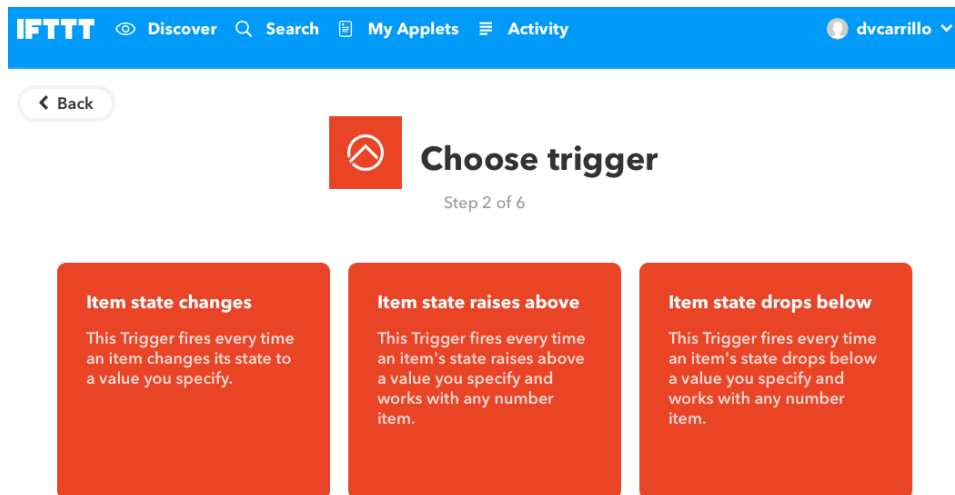 IFTTT Discover Search My Applets Activity dvcarrillo
Back
Choose trigger
Step 2 of 6
Item state changes
This Trigger fires every time
an item changes its state to
a value you specify.
Item state raises above
This Trigger fires every time
an item's state raises above
a value you specify and
works with any number
item.
Item state drops below
This Trigger fires every time
an item's state drops below
a value you specify and
works with any number
item.